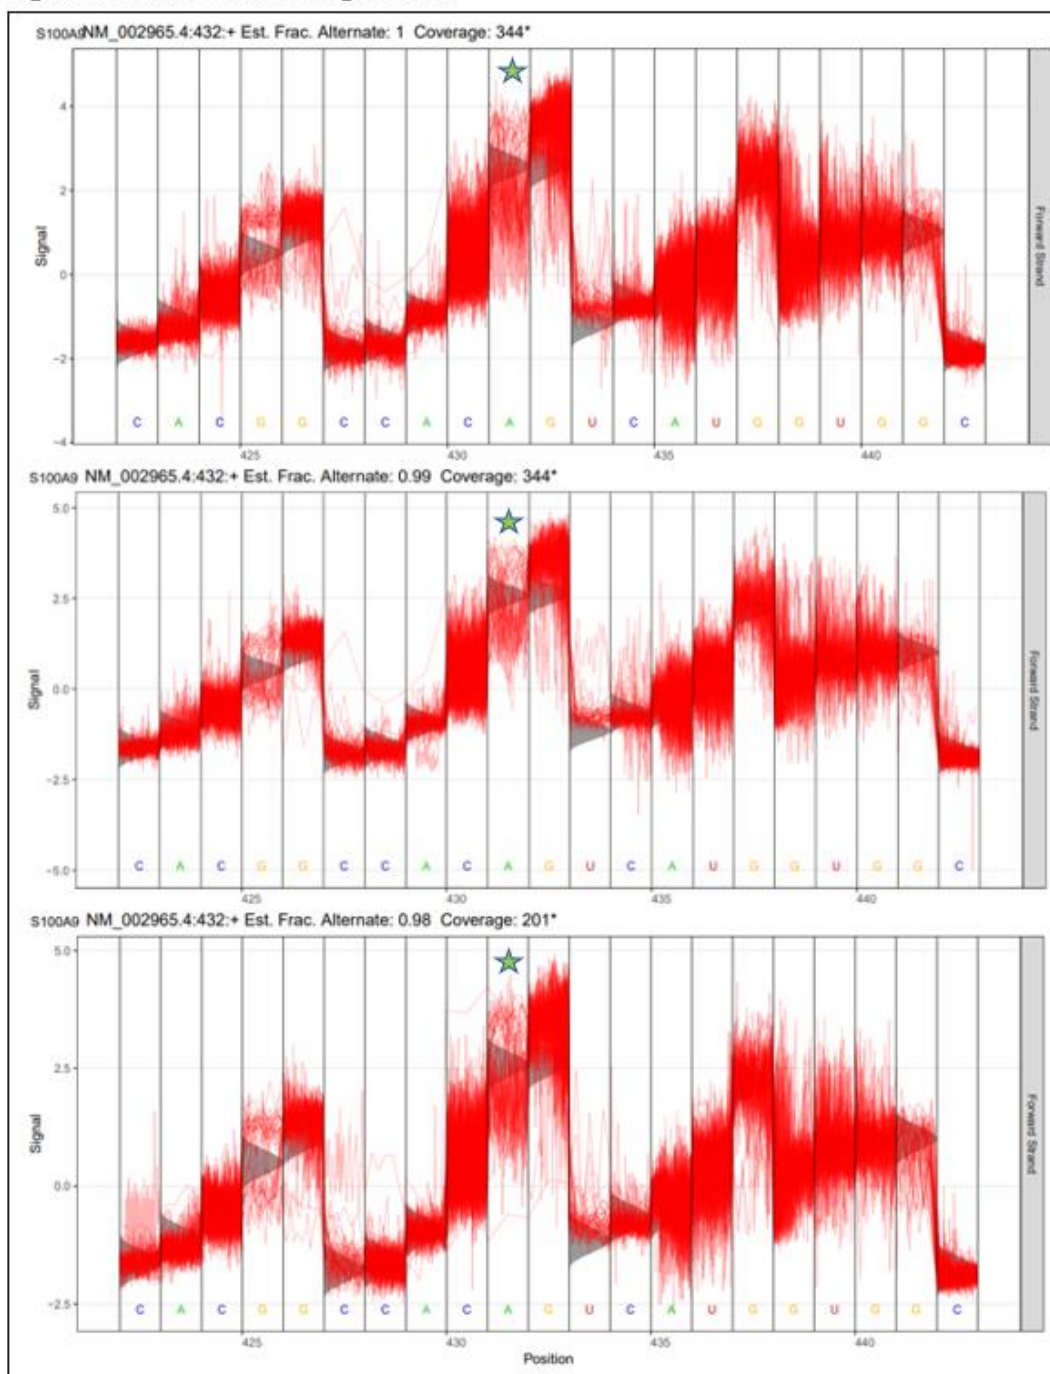 S100A9 NM_002965.4:432:+ Est. Frac. Alternate: 1 Coverage: 344*
4
2
0
−2
−4
Signal
Forward Strand
C A C G G C C A C A G U C A U G G U G G C
425 430 435 440
S100A9 NM_002965.4:432:+ Est. Frac. Alternate: 0.99 Coverage: 344*
5.0
2.5
0.0
−2.5
−5.0
Signal
Forward Strand
C A C G G C C A C A G U C A U G G U G G C
425 430 435 440
S100A9 NM_002965.4:432:+ Est. Frac. Alternate: 0.98 Coverage: 201*
5.0
2.5
0.0
−2.5
Signal
Forward Strand
C A C G G C C A C A G U C A U G G U G G C
425 430 435 440
Position